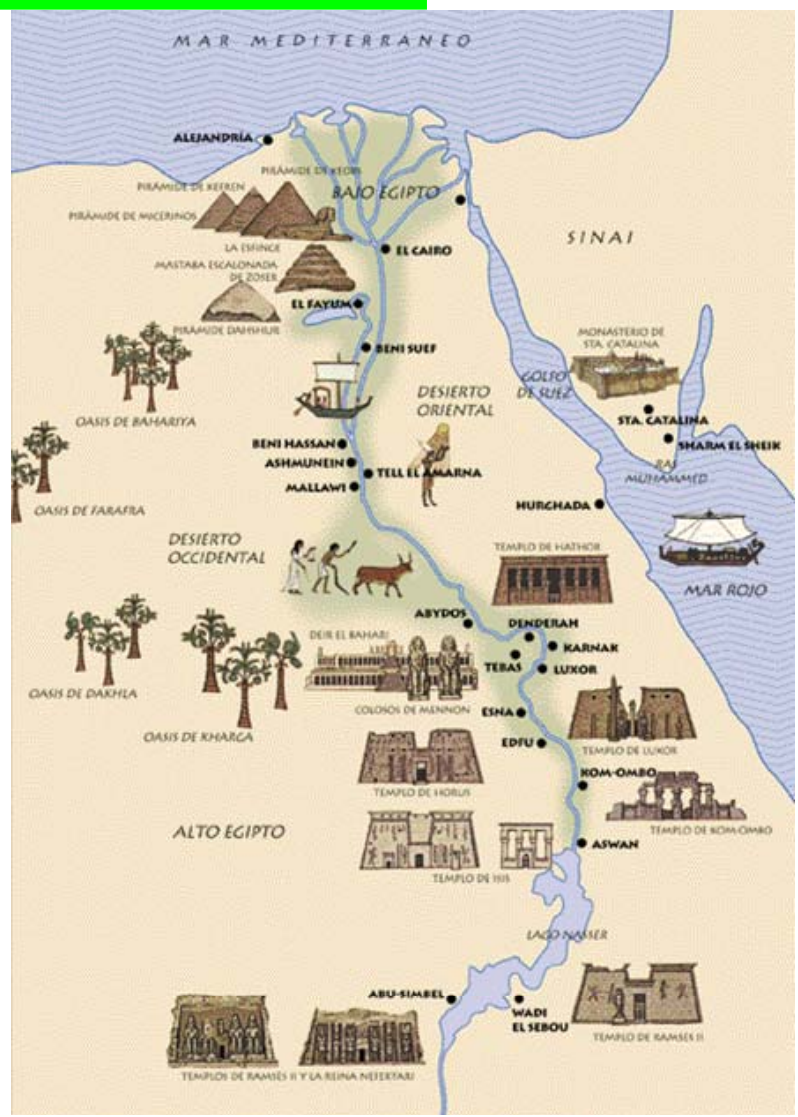 MAR MEDITERRANEO
ALEJANDRÍA
PIRÁMIDE DE KEOPS
PIRÁMIDE DE KEFREN
BAJO EGIPTO
PIRÁMIDE DE MICERINOS
SINAI
LA ESFINGE
EL CAIRO
MASTABA ESCALONADA
DE ZOSER
EL FAYUM
PIRÁMIDE DAHSHUR
MONASTERIO DE
STA. CATALINA
BENI SUEF
GOLFO
DE SUEZ
DESIERTO
ORIENTAL
OASIS DE BAHARIYA
STA. CATALINA
SHARM EL SHEIK
BENI HASSAN
ASHMUNEIN
TELL EL AMARNA
RAS
MUHAMMED
MALLAWI
OASIS DE FARAFRA
HURGHADA
DESIERTO
OCCIDENTAL
TEMPLO DE HATHOR
MAR ROJO
ABYDOS
DENDERAH
KARNAK
DEIR EL BAHARI
TEBAS
LUXOR
OASIS DE DAKHLA
COLOSOS DE MENNON
ESNA
OASIS DE KHARGA
EDFU
TEMPLO DE LUXOR
KOM-OMBO
TEMPLO DE HORUS
ALTO EGIPTO
TEMPLO DE KOM-OMBO
ASWAN
TEMPLO DE ISIS
LAGO NASSER
ABU-SIMBEL
WADI
EL SEBOU
TEMPLO DE RAMSES II
TEMPLOS DE RAMSÉS II Y LA REINA NEFERTARI